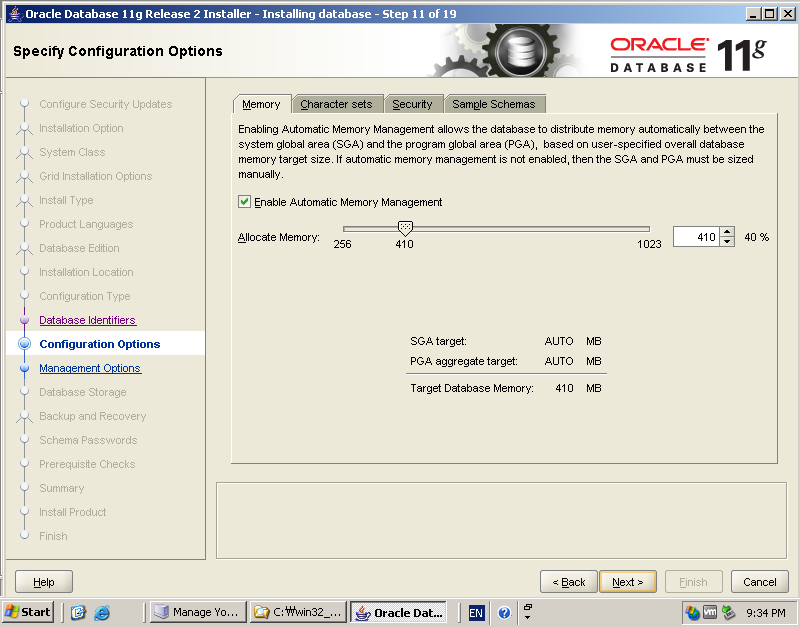 Oracle Database 11g Release 2 Installer - Installing database - Step 11 of 19
Specify Configuration Options
ORACLE
DATABASE
11g
Configure Security Updates
Installation Option
System Class
Grid Installation Options
Install Type
Product Languages
Database Edition
Installation Location
Configuration Type
Database Identifiers
Configuration Options
Management Options
Database Storage
Backup and Recovery
Schema Passwords
Prerequisite Checks
Summary
Install Product
Finish
Memory Character sets Security Sample Schemas
Enabling Automatic Memory Management allows the database to distribute memory automatically between the
system global area (SGA) and the program global area (PGA), based on user-specified overall database
memory target size. If automatic memory management is not enabled, then the SGA and PGA must be sized
manually.
Enable Automatic Memory Management
Allocate Memory:
256 410 1023
410 40 %
SGA target: AUTO MB
PGA aggregate target: AUTO MB
Target Database Memory: 410 MB
Help < Back Next > Finish Cancel
Start Manage Yo... C:₩win32_... Oracle Dat... EN ? Vm 9:34 PM